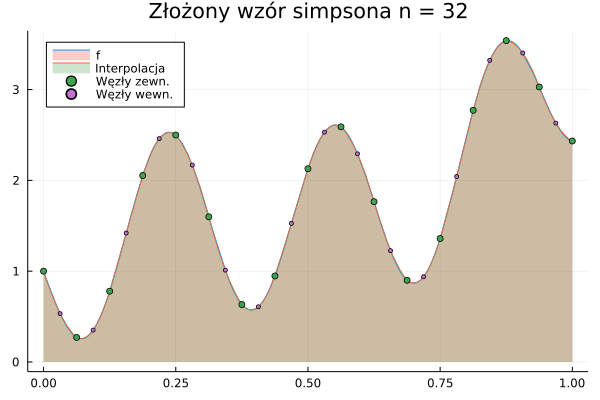 Złożony wzór simpsona n = 32
f
Interpolacja
Węzły zewn.
Węzły wewn.
3
2
1
0
0.00 0.25 0.50 0.75 1.00